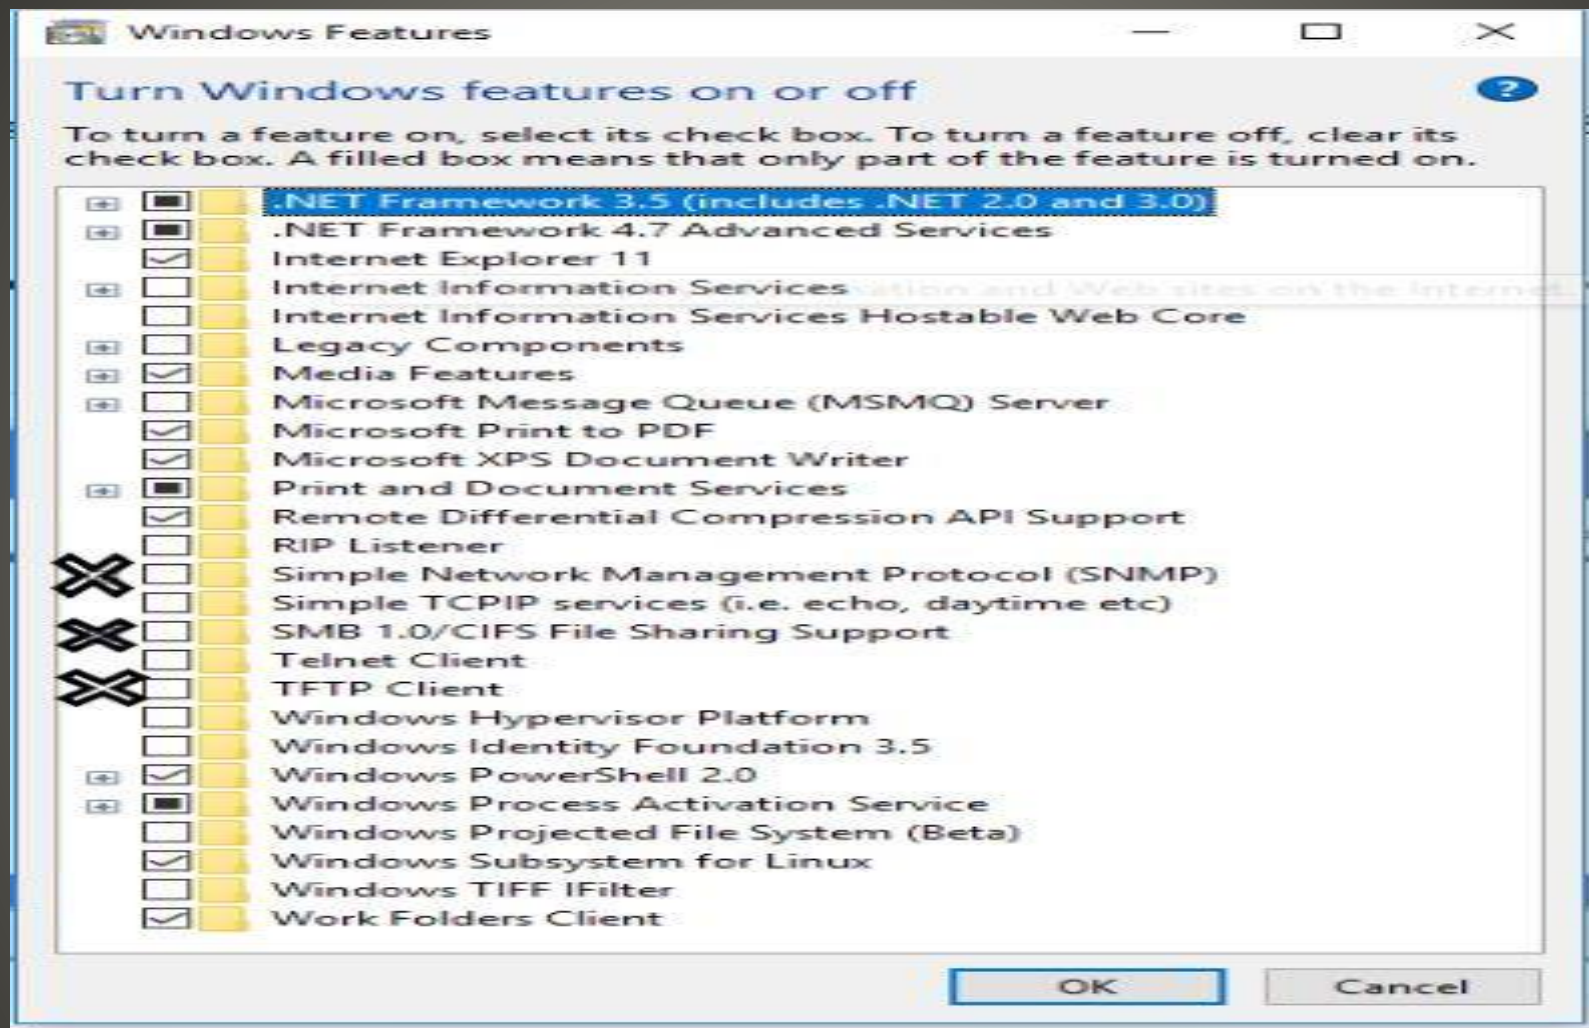 Windows Features
Turn Windows features on or off
To turn a feature on, select its check box. To turn a feature off, clear its
check box. A filled box means that only part of the feature is turned on.
.NET Framework 3.5 (includes .NET 2.0 and 3.0)
.NET Framework 4.7 Advanced Services
Internet Explorer 11
Internet Information Services and Web sites on the Internet.
Internet Information Services Hostable Web Core
Legacy Components
Media Features
Microsoft Message Queue (MSMQ) Server
Microsoft Print to PDF
Microsoft XPS Document Writer
Print and Document Services
Remote Differential Compression API Support
RIP Listener
Simple Network Management Protocol (SNMP)
Simple TCPIP services (i.e. echo, daytime etc)
SMB 1.0/CIFS File Sharing Support
Telnet Client
TFTP Client
Windows Hypervisor Platform
Windows Identity Foundation 3.5
Windows PowerShell 2.0
Windows Process Activation Service
Windows Projected File System (Beta)
Windows Subsystem for Linux
Windows TIFF IFilter
Work Folders Client
OK
Cancel